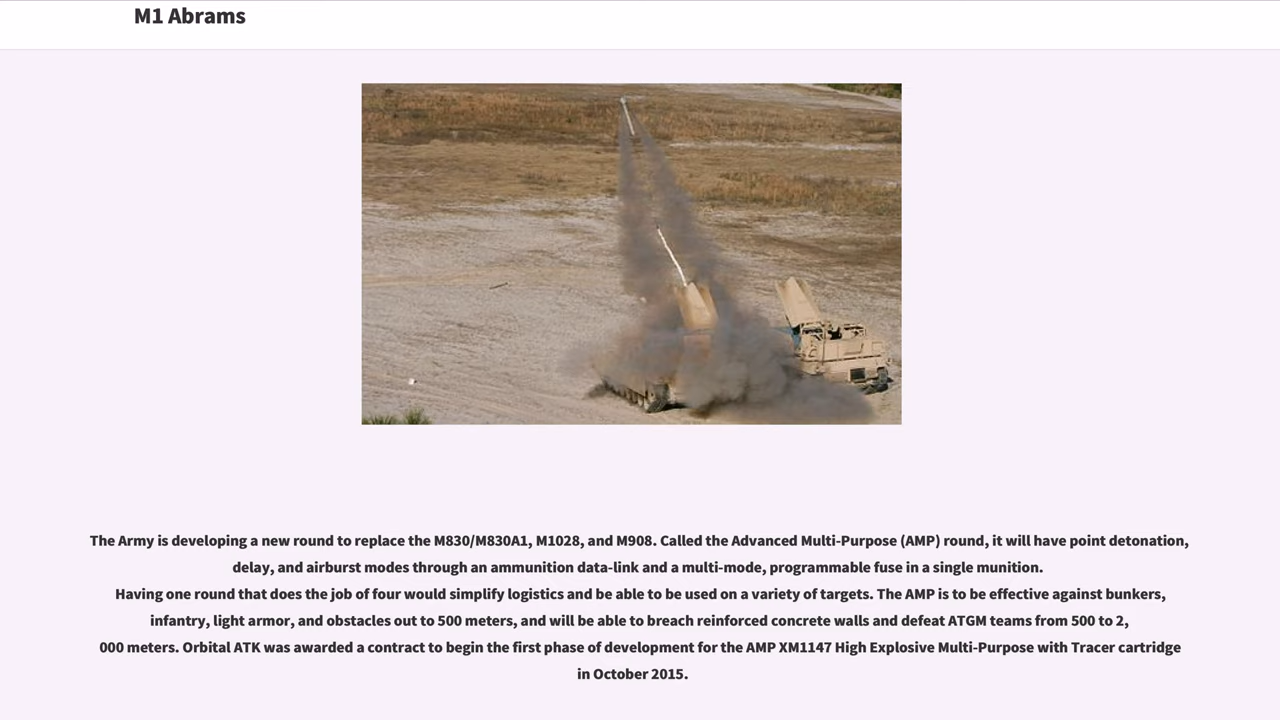 M1 Abrams
The Army is developing a new round to replace the M830/M830A1, M1028, and M908. Called the Advanced Multi-Purpose (AMP) round, it will have point detonation,
delay, and airburst modes through an ammunition data-link and a multi-mode, programmable fuse in a single munition.
Having one round that does the job of four would simplify logistics and be able to be used on a variety of targets. The AMP is to be effective against bunkers,
infantry, light armor, and obstacles out to 500 meters, and will be able to breach reinforced concrete walls and defeat ATGM teams from 500 to 2,
000 meters. Orbital ATK was awarded a contract to begin the first phase of development for the AMP XM1147 High Explosive Multi-Purpose with Tracer cartridge
in October 2015.